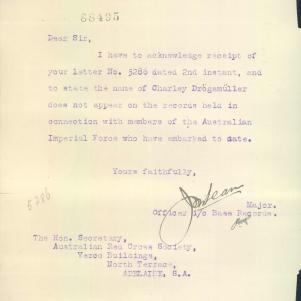 88405
Dear Sir,
I have to acknowledge receipt of
your letter No. 5286 dated 2nd instant, and
to state the name of Charley Drögemüller
does not appear on the records held in
connection with members of the Australian
Imperial Force who have embarked to date.
Yours faithfully,
Major.
Officer i/c Base Records.
5286
The Hon. Secretary,
Australian Red Cross Society,
Verco Buildings,
North Terrace,
ADELAIDE, S.A.